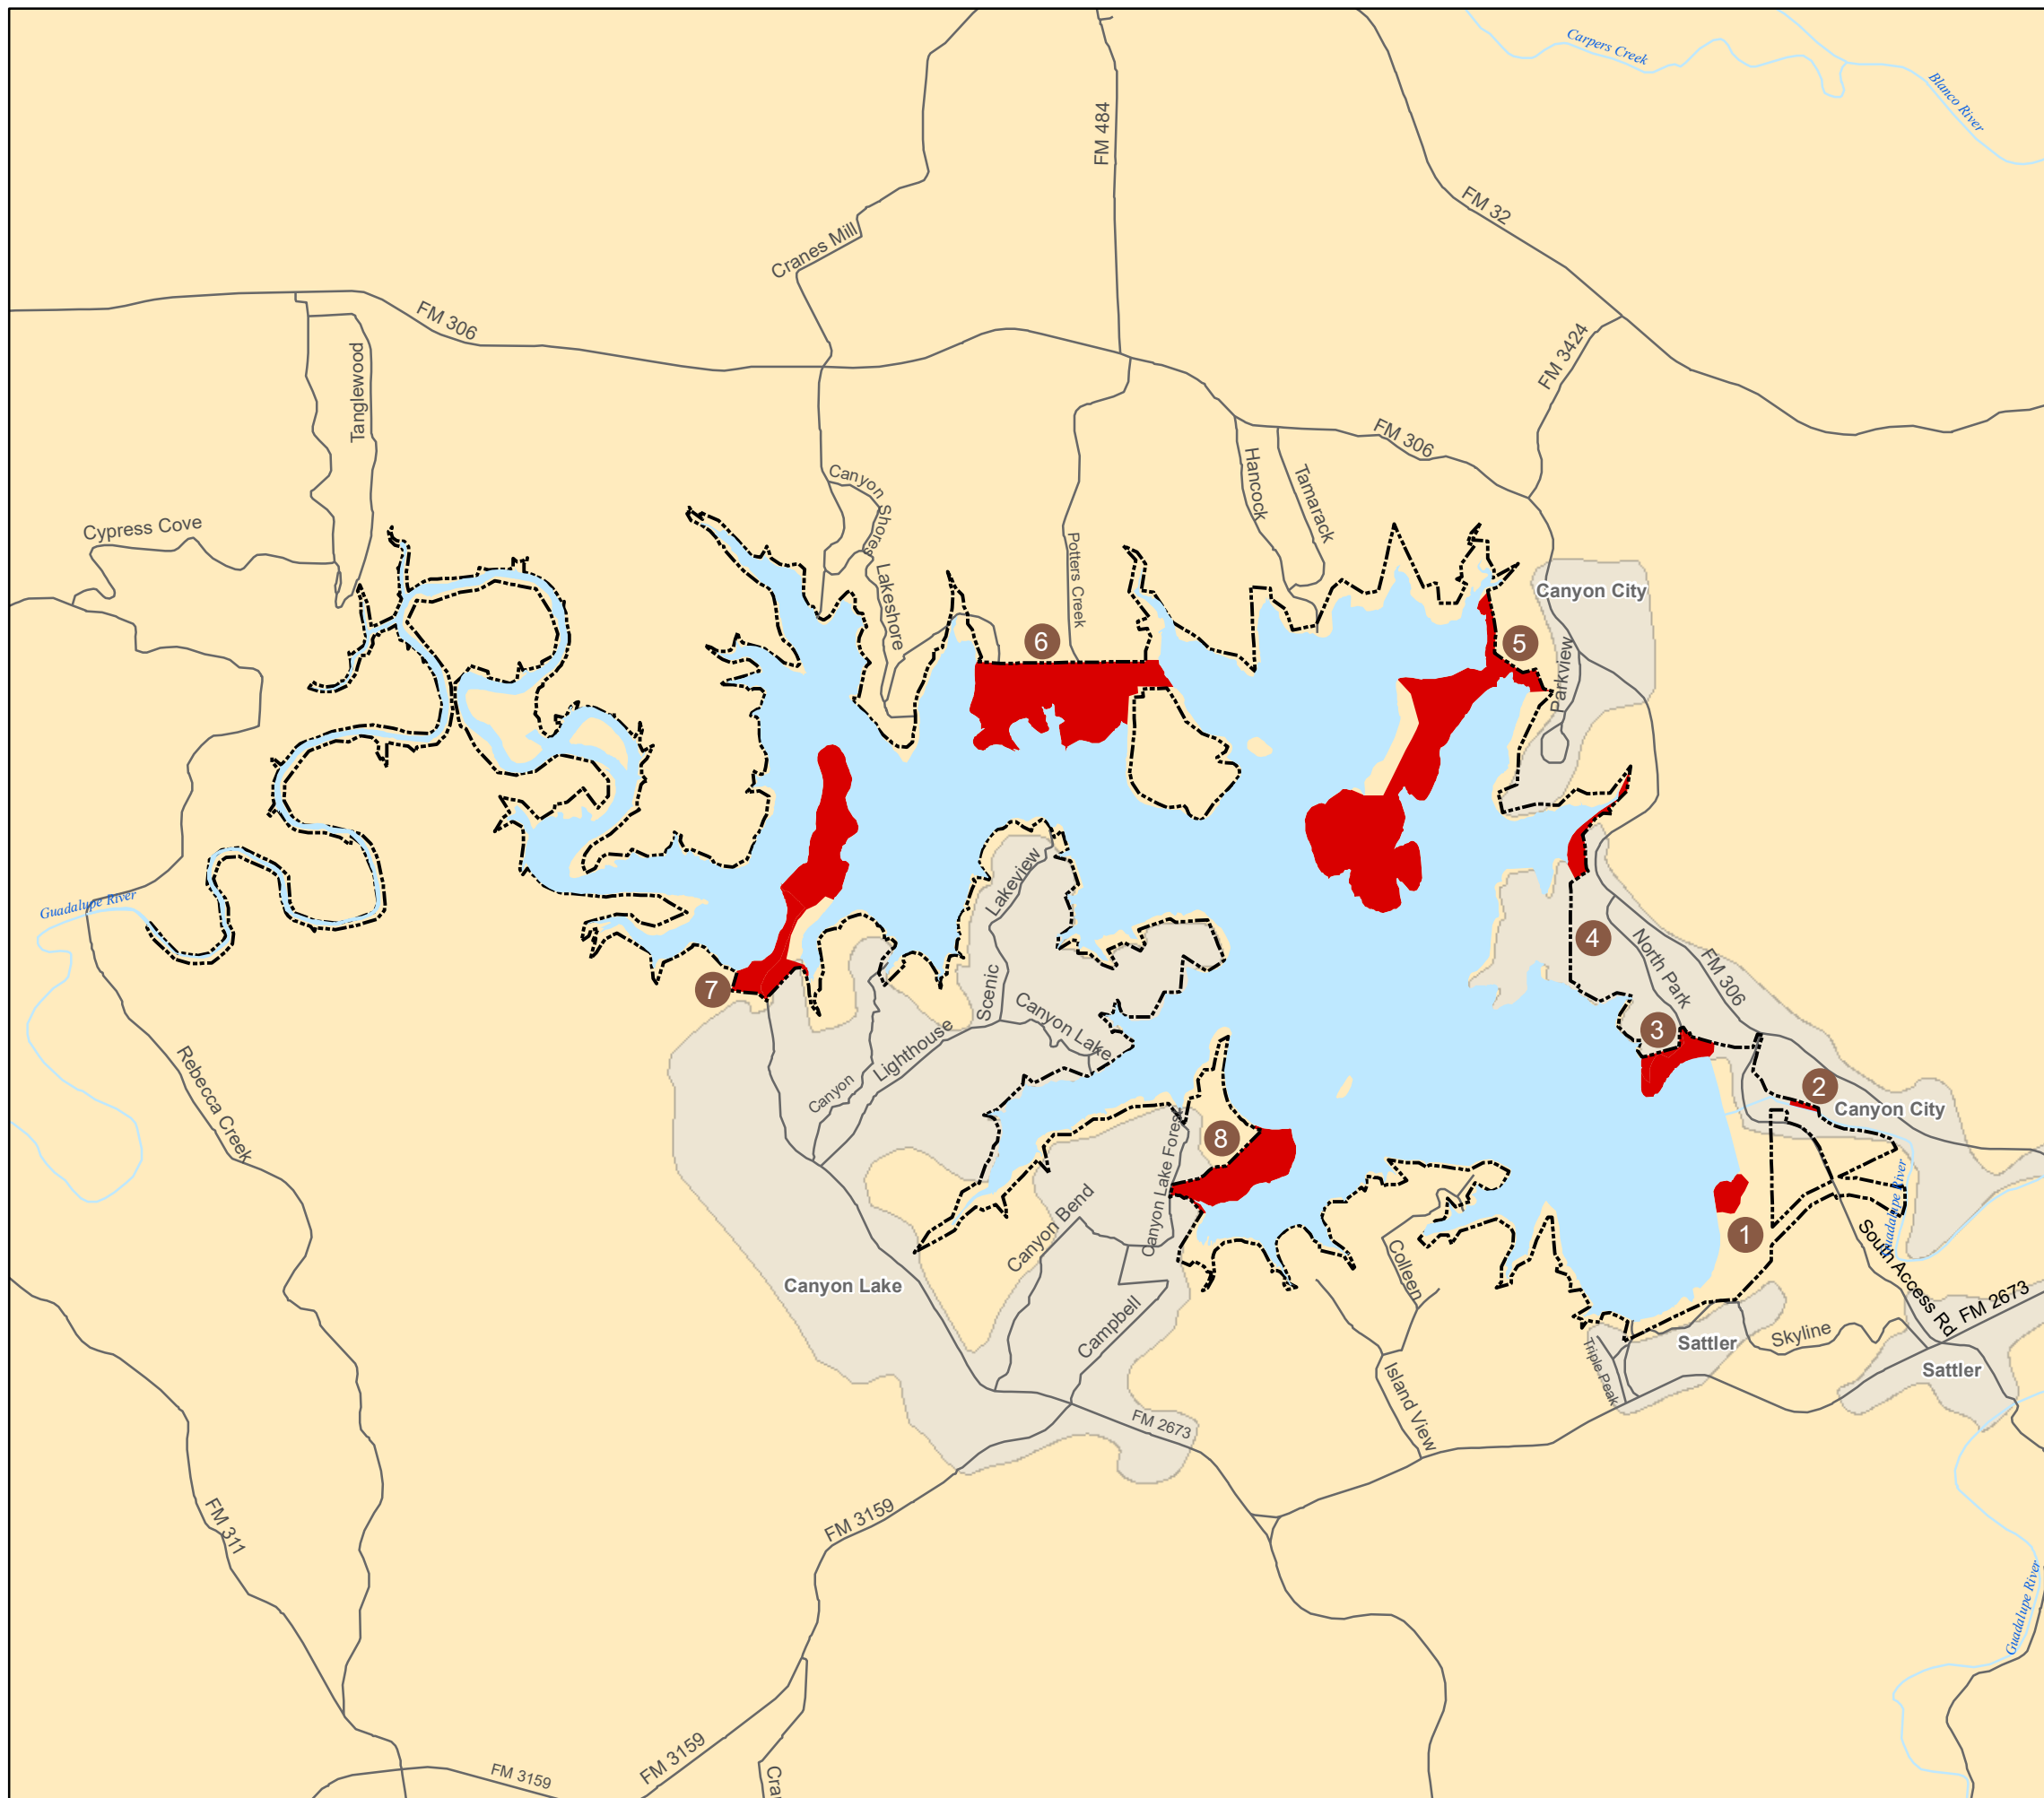 Carpers Creek
Blanco River
FM 484
FM 32
Cranes Mill
FM 306
FM 3424
Tanglewood
FM 306
Canyon
Shores
Hancock
Tamarack
Cypress Cove
Potters Creek
Lakeshore
Canyon City
6
5
Parkview
Lakeview
Guadalupe River
4
North Park
FM 306
7
Scenic
Canyon Lake
3
Lighthouse
Canyon
2
Canyon City
Rebecca Creek
8
Canyon Lake Forest
Guadalupe River
Canyon Bend
1
South Access Rd
Colleen
Canyon Lake
FM 2673
Campbell
Skyline
Sattler
Sattler
Triple Peak
Island View
FM 2673
FM 311
FM 3159
Guadalupe River
FM 3159
FM 3159
Cra